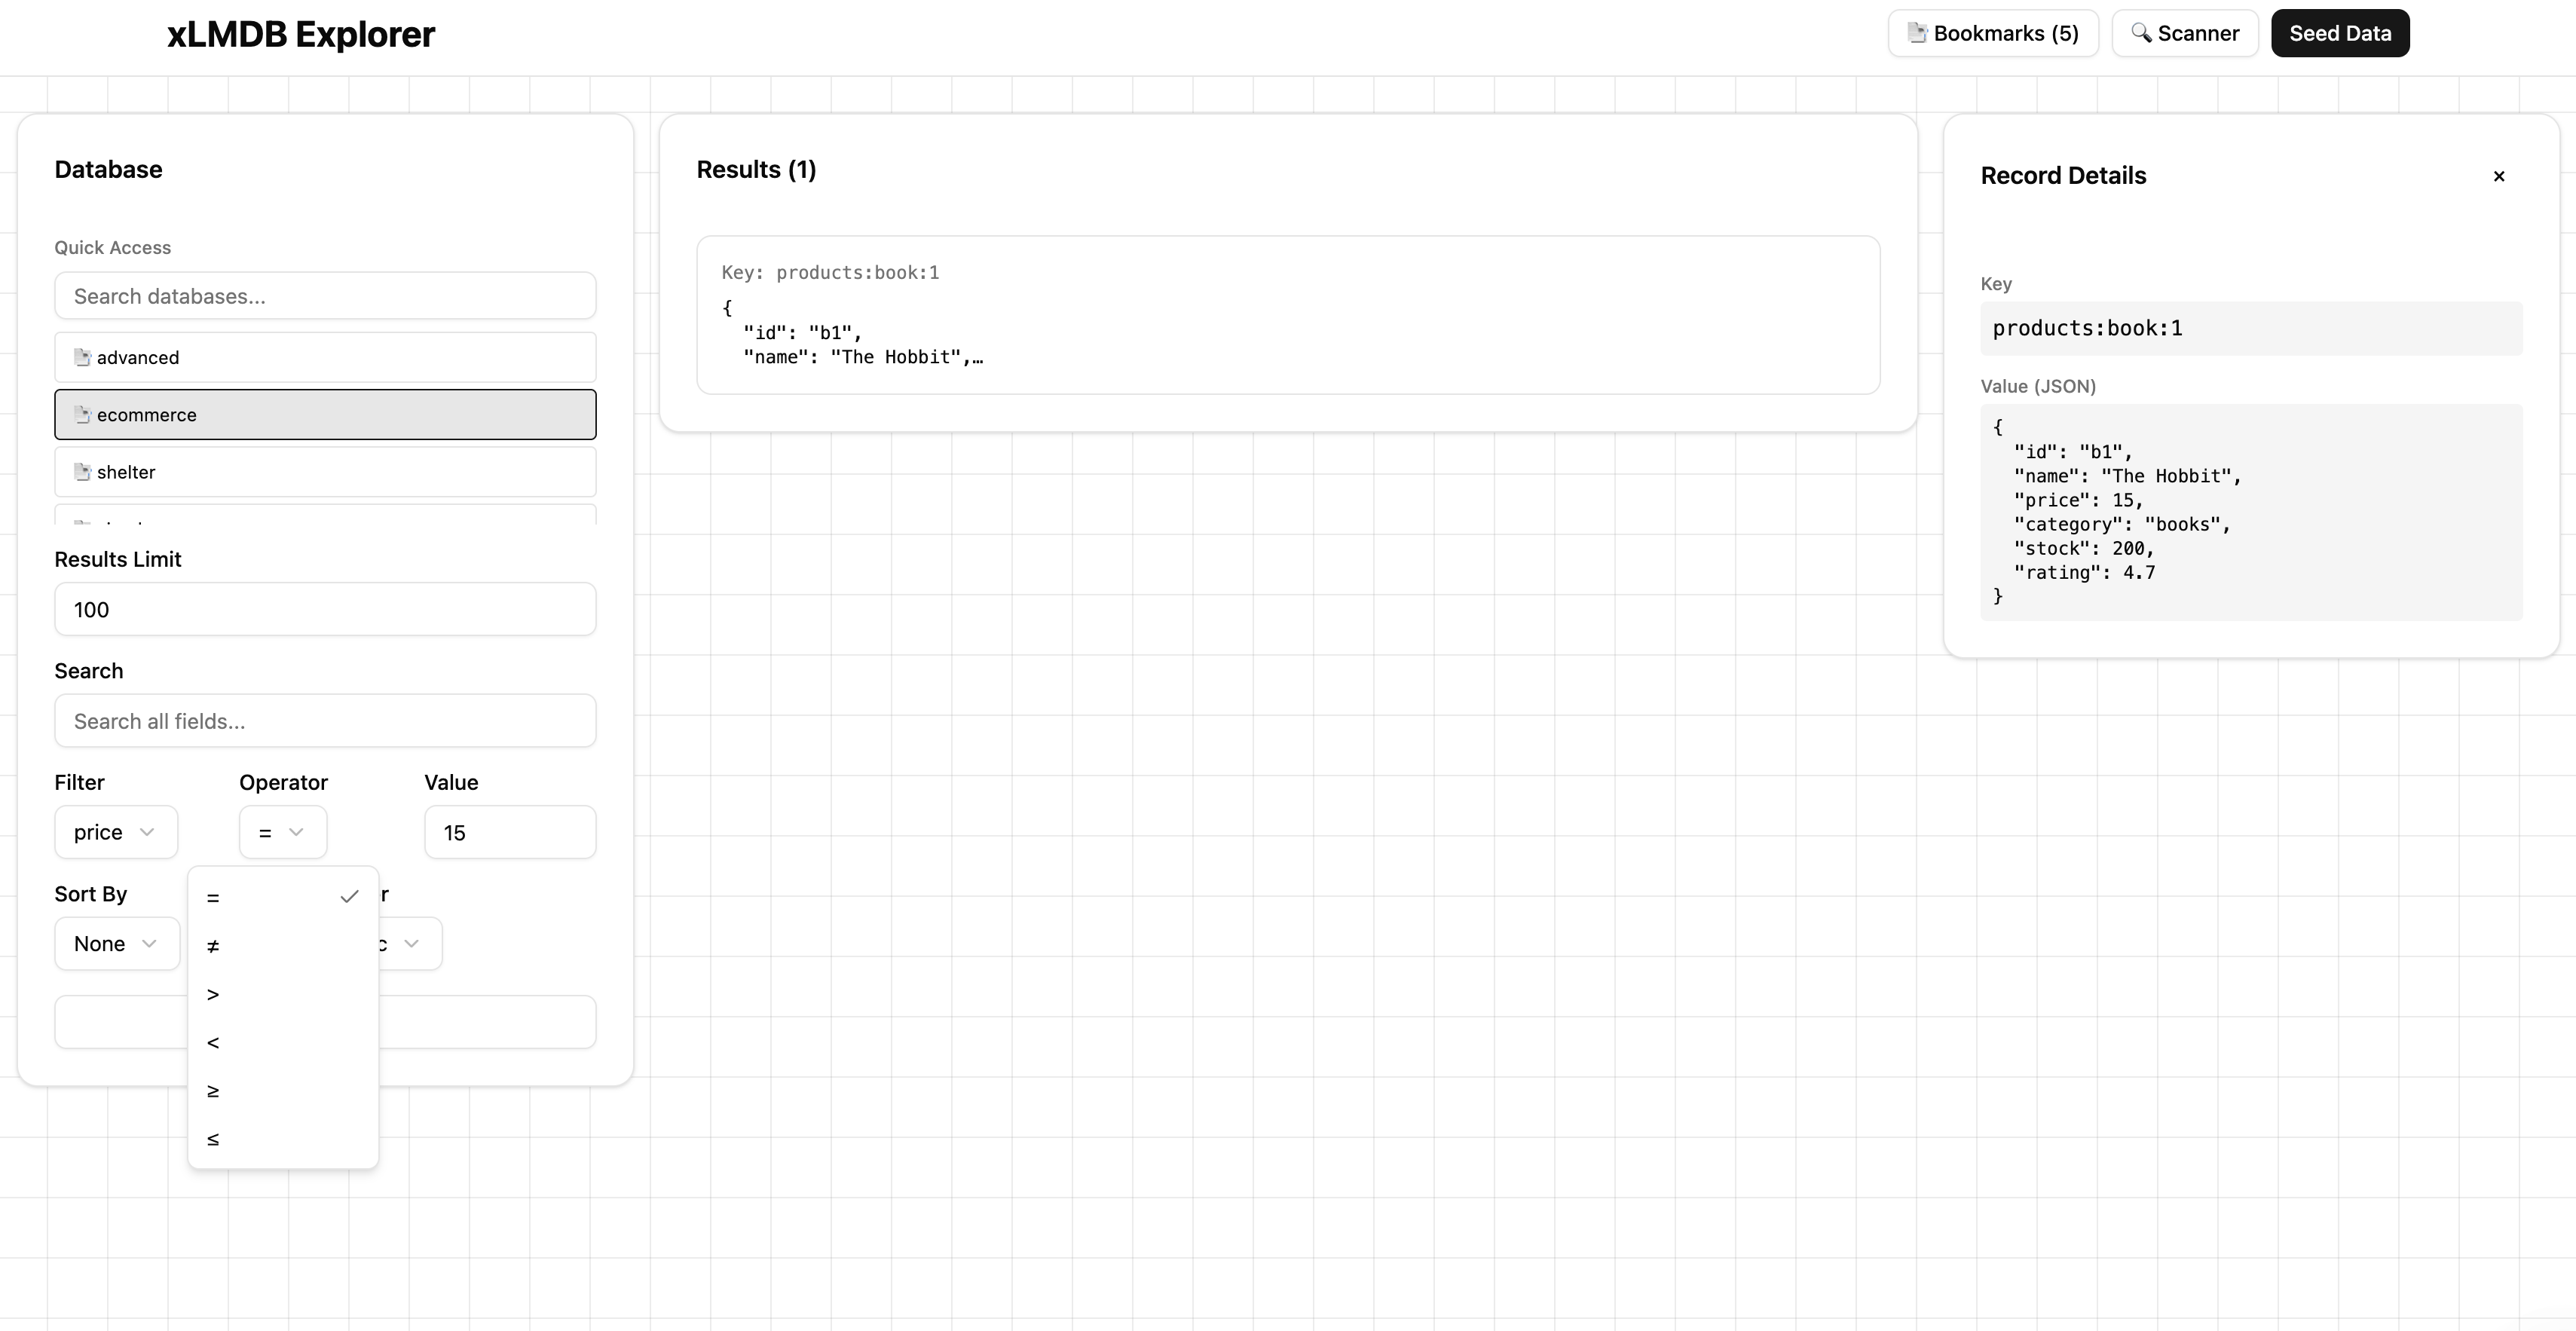 xLMDB Explorer
Bookmarks (5)
Scanner
Seed Data
Database
Quick Access
Search databases...
advanced
ecommerce
shelter
Results Limit
100
Search
Search all fields...
Filter
Operator
Value
price
=
15
Sort By
r
None
c
=
≠
>
<
≥
≤
Results (1)
Key: products:book:1
{
"id": "b1",
"name": "The Hobbit",…
Record Details
×
Key
products:book:1
Value (JSON)
{
"id": "b1",
"name": "The Hobbit",
"price": 15,
"category": "books",
"stock": 200,
"rating": 4.7
}